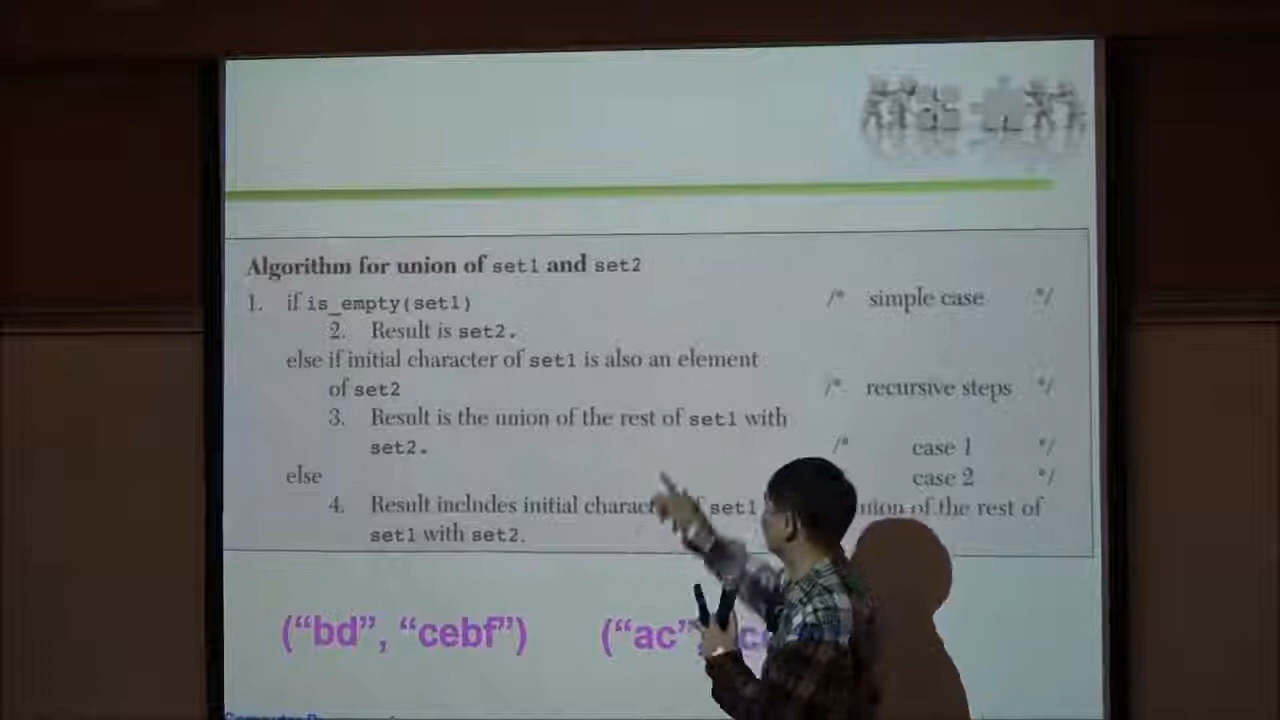 Algorithm for union of set1 and set2
1. if is_empty(set1) /* simple case */
2. Result is set2.
else if initial character of set1 is also an element
of set2 /* recursive steps */
3. Result is the union of the rest of set1 with
set2. /* case 1 */
else case 2 */
4. Result includes initial of set1 of the rest of
set1 with set2.
("bd", "cebf") ("ac",